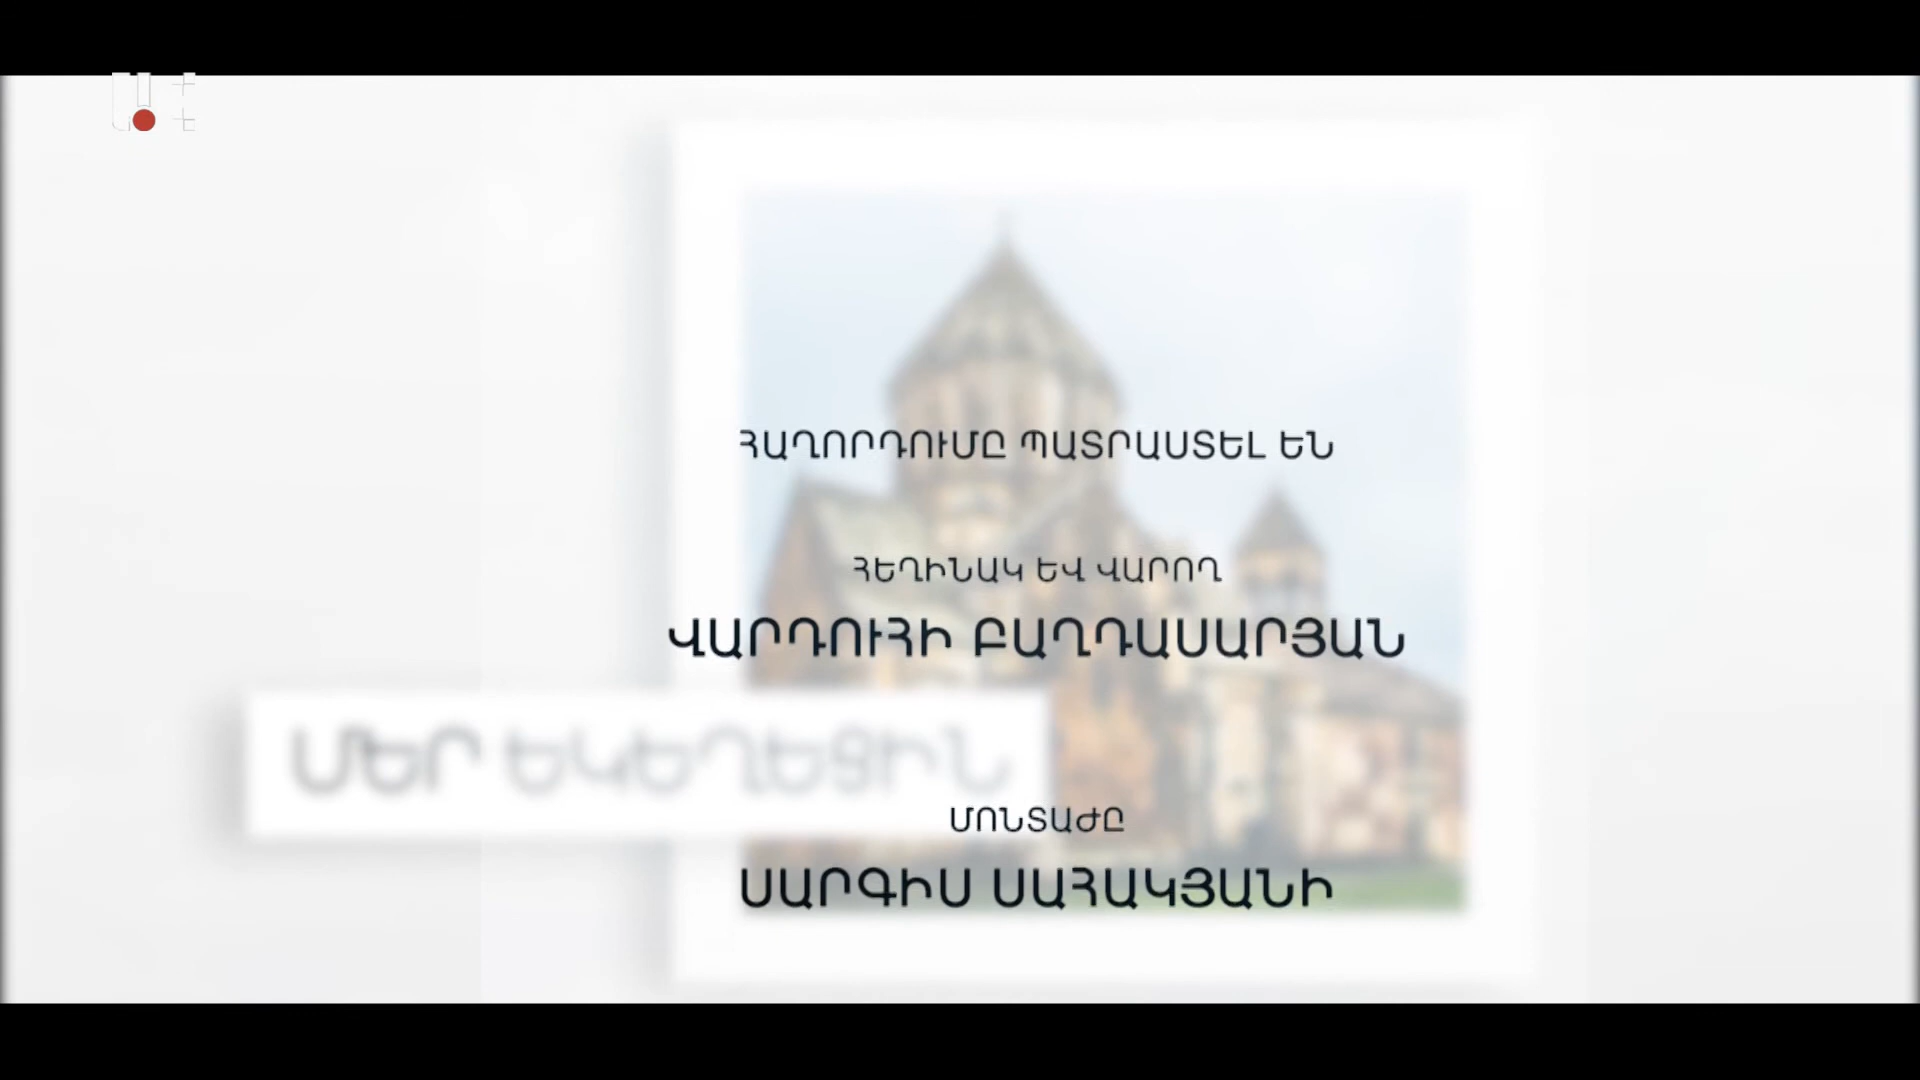 ՀԱՂՈՐԴՈՒՄԸ ՊԱՏՐԱՍՏԵԼ ԵՆ
ՀԵՂԻՆԱԿ ԵՎ ՎԱՐՈՂ
ՎԱՐԴՈՒՀԻ ԲԱՂԴԱՍԱՐՅԱՆ
ՄԵՐ ԵԿԵՂԵՑԻՆ
ՄՈՆՏԱԺԸ
ՍԱՐԳԻՍ ՍԱՀԱԿՅԱՆԻ